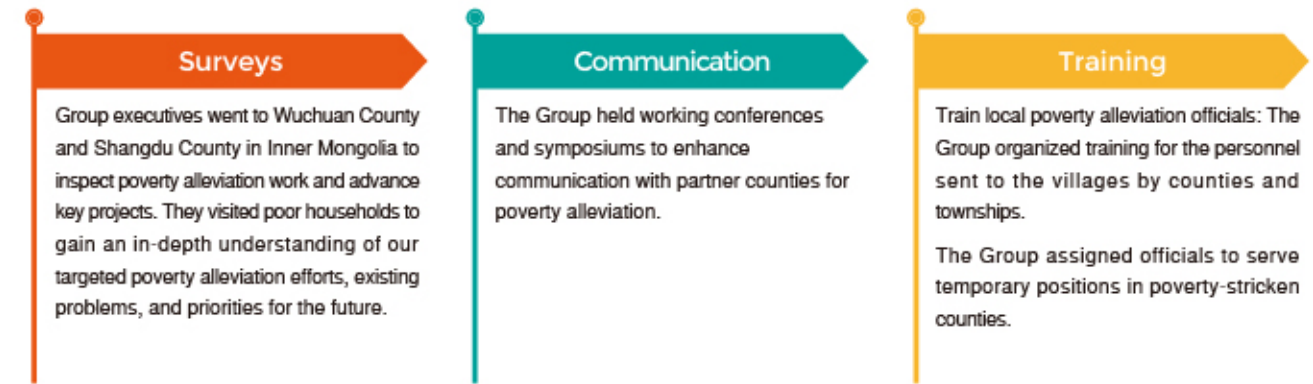 Surveys
Group executives went to Wuchuan County
and Shangdu County in Inner Mongolia to
inspect poverty alleviation work and advance
key projects. They visited poor households to
gain an in-depth understanding of our
targeted poverty alleviation efforts, existing
problems, and priorities for the future.
Communication
The Group held working conferences
and symposiums to enhance
communication with partner counties for
poverty alleviation.
Training
Train local poverty alleviation officials: The
Group organized training for the personnel
sent to the villages by counties and
townships.
The Group assigned officials to serve
temporary positions in poverty-stricken
counties.